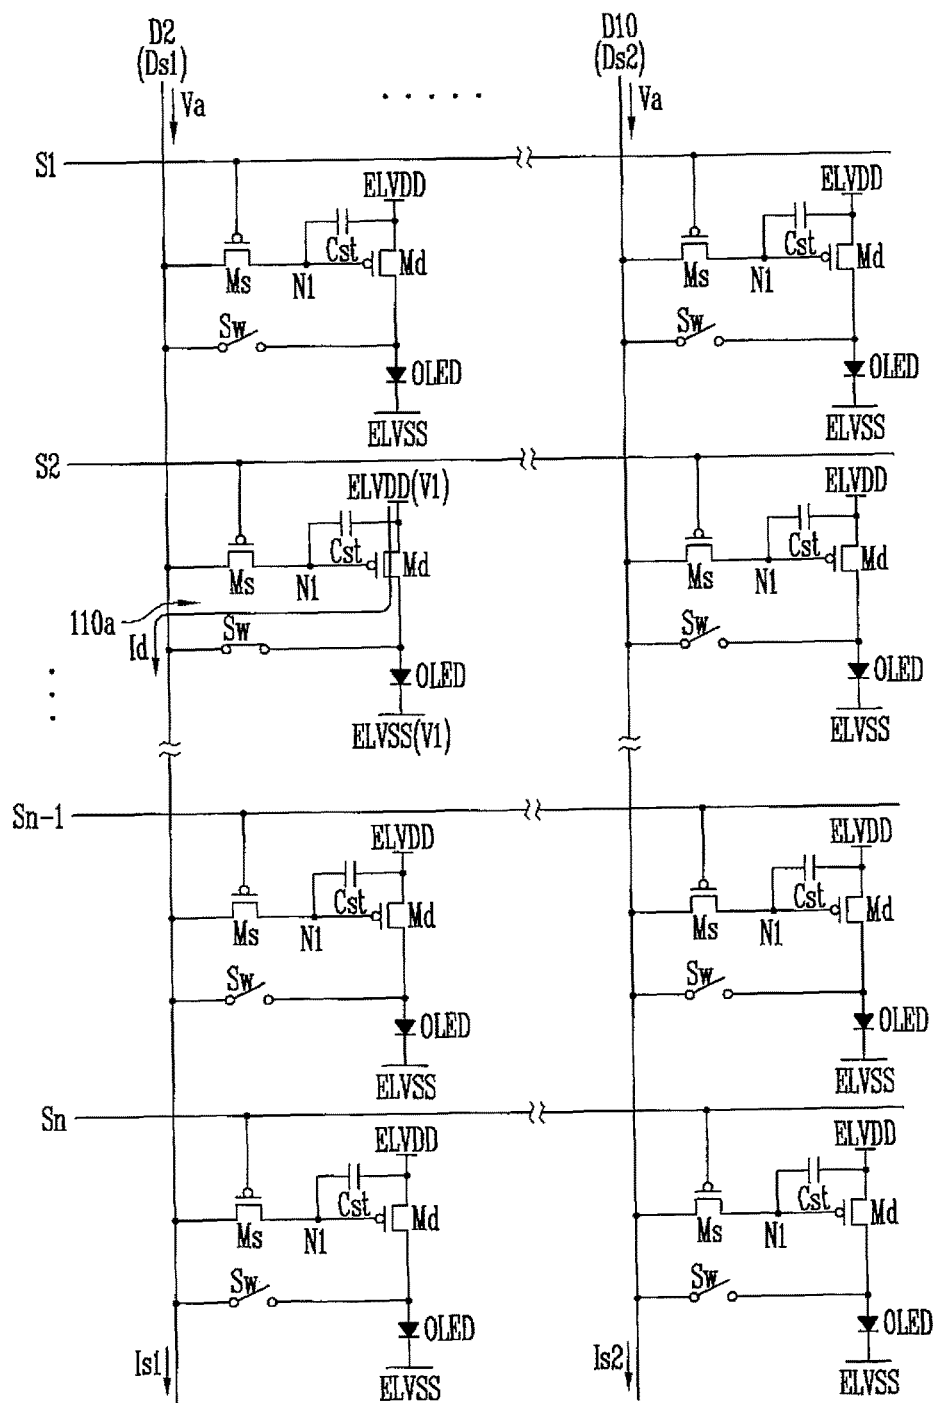 D2
(Ds1)
D10
(Ds2)
Va
Va
S1
ELVDD
Cst
Md
Ms
N1
Sw
OLED
ELVSS
ELVDD
Cst
Md
Ms
N1
Sw
OLED
ELVSS
S2
ELVDD(V1)
Cst
Md
Ms
N1
110a
Id
Sw
OLED
ELVSS(V1)
ELVDD
Cst
Md
Ms
N1
Sw
OLED
ELVSS
Sn-1
ELVDD
Cst
Md
Ms
N1
Sw
OLED
ELVSS
ELVDD
Cst
Md
Ms
N1
Sw
OLED
ELVSS
Sn
ELVDD
Cst
Md
Ms
N1
Sw
OLED
ELVSS
Is1
ELVDD
Cst
Md
Ms
N1
Sw
OLED
ELVSS
Is2